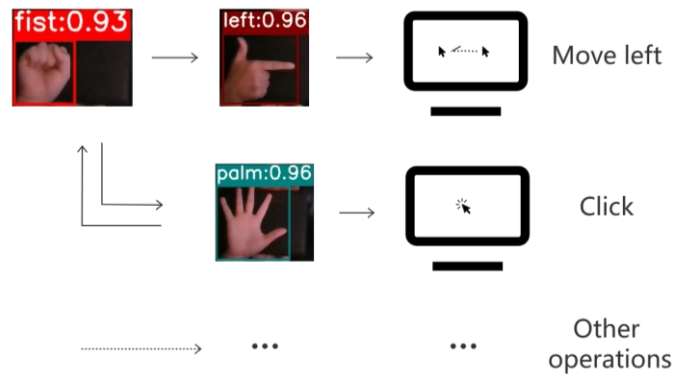 fist:0.93
left:0.96
Move left
palm:0.96
Click
...
...
Other
operations